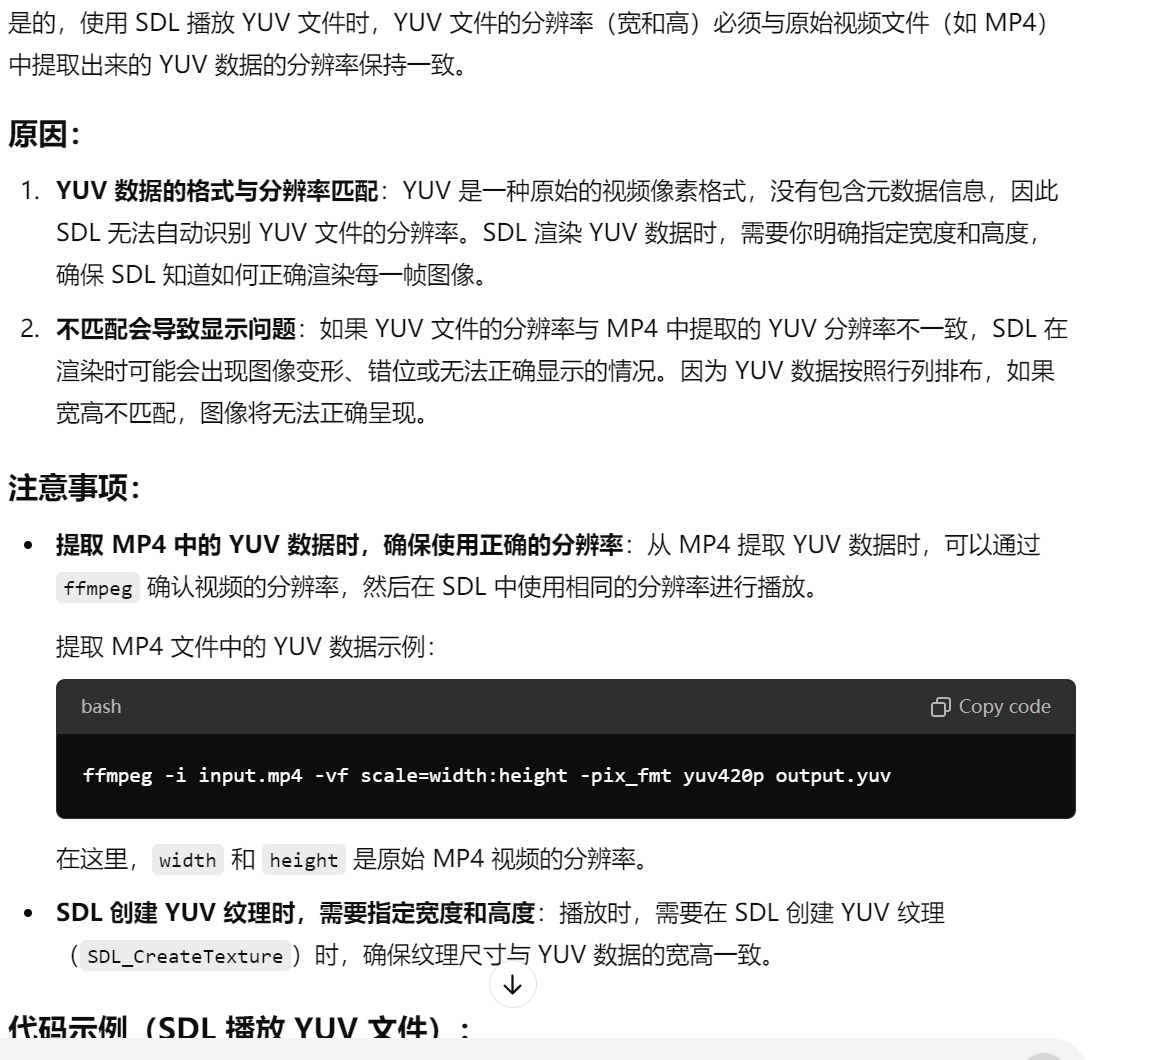 是的，使用 SDL 播放 YUV 文件时，YUV 文件的分辨率（宽和高）必须与原始视频文件（如 MP4）
中提取出来的 YUV 数据的分辨率保持一致。
原因：
1. YUV 数据的格式与分辨率匹配：YUV 是一种原始的视频像素格式，没有包含元数据信息，因此
SDL 无法自动识别 YUV 文件的分辨率。SDL 渲染 YUV 数据时，需要你明确指定宽度和高度，
确保 SDL 知道如何正确渲染每一帧图像。
2. 不匹配会导致显示问题：如果 YUV 文件的分辨率与 MP4 中提取的 YUV 分辨率不一致，SDL 在
渲染时可能会出现图像变形、错位或无法正确显示的情况。因为 YUV 数据按照行列排布，如果
宽高不匹配，图像将无法正确呈现。
注意事项：
• 提取 MP4 中的 YUV 数据时，确保使用正确的分辨率：从 MP4 提取 YUV 数据时，可以通过
ffmpeg 确认视频的分辨率，然后在 SDL 中使用相同的分辨率进行播放。
提取 MP4 文件中的 YUV 数据示例：
bash Copy code
ffmpeg -i input.mp4 -vf scale=width:height -pix_fmt yuv420p output.yuv
在这里，width 和 height 是原始 MP4 视频的分辨率。
• SDL 创建 YUV 纹理时，需要指定宽度和高度：播放时，需要在 SDL 创建 YUV 纹理
（SDL_CreateTexture）时，确保纹理尺寸与 YUV 数据的宽高一致。
代码示例（SDL 播放 YUV 文件）：